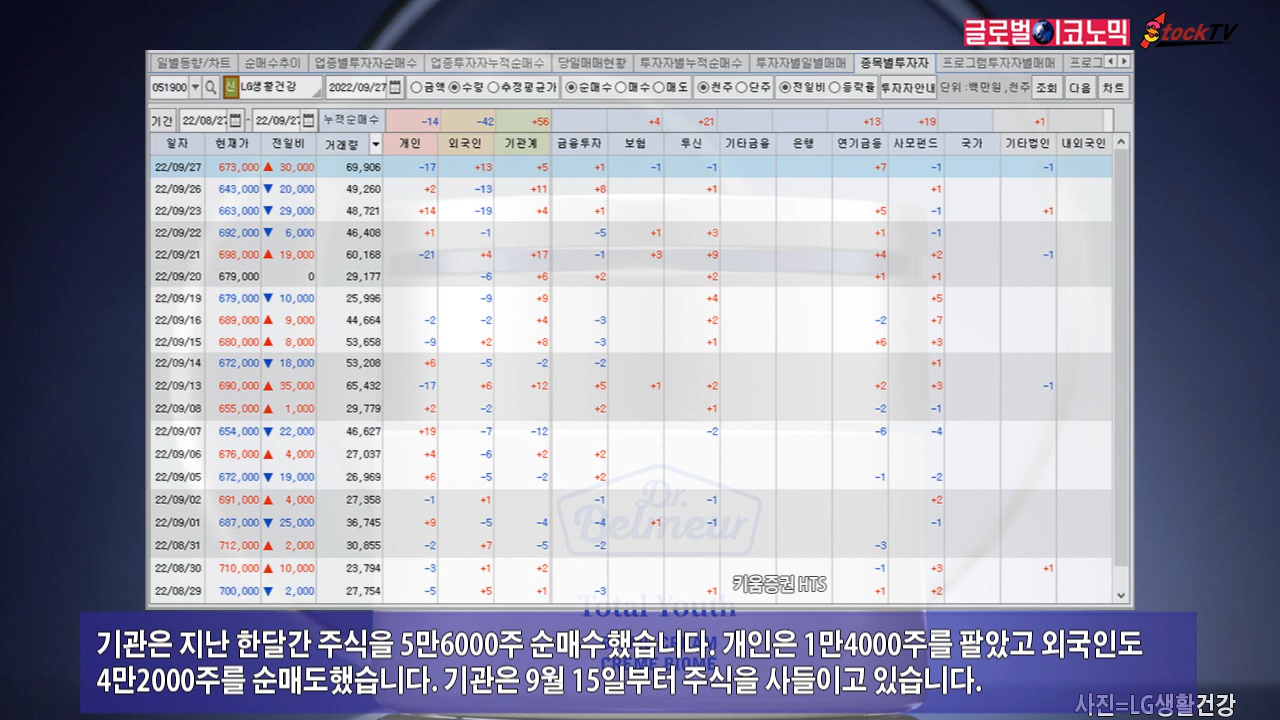 글로벌이코노믹 StockTV
일별동향/차트 순매수추이 업종별투자자순매수 업종투자자누적순매수 당일매매현황 투자자별누적순매수 투자자별일별매매 종목별투자자 프로그램투자자별매매 프로그
051900 신 LG생활건강 2022/09/27 금액 수량 추정평균가 순매수 매수 매도 천주 단주 전일비 등락율 투자자안내 단위:백만원,천주 조회 다음 차트
기간 22/08/27 - 22/09/27 누적순매수 -14 -42 +56 +4 +21 +13 +19 +1
일자 현재가 전일비 거래량 개인 외국인 기관계 금융투자 보험 투신 기타금융 은행 연기금등 사모펀드 국가 기타법인 내외국인
22/09/27 673,000 ▲ 30,000 69,906 -17 +13 +5 +1 -1 -1 +7 -1 -1
22/09/26 643,000 ▼ 20,000 49,260 +2 -13 +11 +8 +1 +1
22/09/23 663,000 ▼ 29,000 48,721 +14 -19 +4 +1 +5 -1 +1
22/09/22 692,000 ▼ 6,000 46,408 +1 -1 -5 +1 +3 +1 -1
22/09/21 698,000 ▲ 19,000 60,168 -21 +4 +17 -1 +3 +9 +4 +2 -1
22/09/20 679,000 0 29,177 -6 +6 +2 +2 +1 +1
22/09/19 679,000 ▼ 10,000 25,996 -9 +9 +4 +5
22/09/16 689,000 ▲ 9,000 44,664 -2 -2 +4 -3 +2 -2 +7
22/09/15 680,000 ▲ 8,000 53,658 -9 +2 +8 -3 +1 +6 +3
22/09/14 672,000 ▼ 18,000 53,208 +6 -5 -2 -2 +1
22/09/13 690,000 ▲ 35,000 65,432 -17 +6 +12 +5 +1 +2 +2 +3 -1
22/09/08 655,000 ▲ 1,000 29,779 +2 -2 +2 +1 -2 -1
22/09/07 654,000 ▼ 22,000 46,627 +19 -7 -12 -2 -6 -4
22/09/06 676,000 ▲ 4,000 27,037 +4 -6 +2 +2
22/09/05 672,000 ▼ 19,000 26,969 +6 -5 -2 +2 -1 -2
22/09/02 691,000 ▲ 4,000 27,358 -1 +1 -1 -1 +2
22/09/01 687,000 ▼ 25,000 36,745 +9 -5 -4 -4 +1 -1 -1
22/08/31 712,000 ▲ 2,000 30,855 -2 +7 -5 -2 -3
22/08/30 710,000 ▲ 10,000 23,794 -3 +1 +2 -1 +3 +1
22/08/29 700,000 ▼ 2,000 27,754 -5 +5 +1 -3 +1 +1 +2
Dr.
Belmeur
키움증권 HTS
Total Youth
기관은 지난 한달간 주식을 5만6000주 순매수했습니다. 개인은 1만4000주를 팔았고 외국인도
4만2000주를 순매도했습니다. 기관은 9월 15일부터 주식을 사들이고 있습니다.
사진=LG생활건강